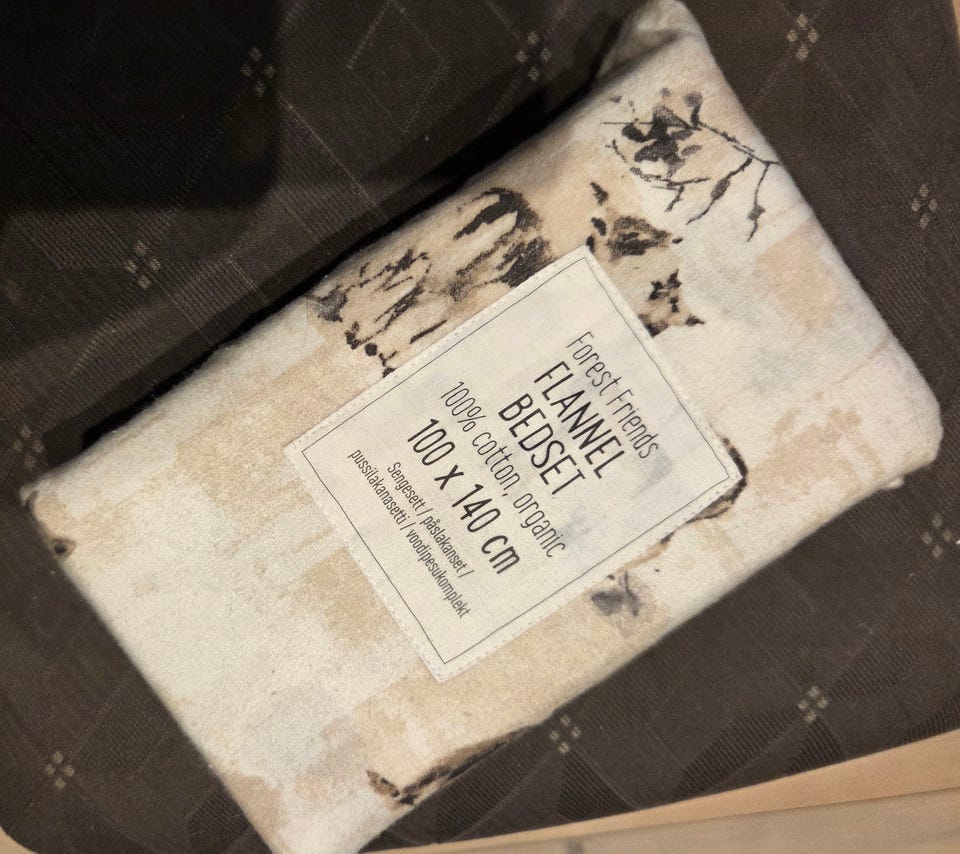 Forest Friends
FLANNEL
BEDSET
100% cotton, organic
100 x 140 cm
Sengesett / påslakanset /
pussilakanasetti / voodipesukomplekt